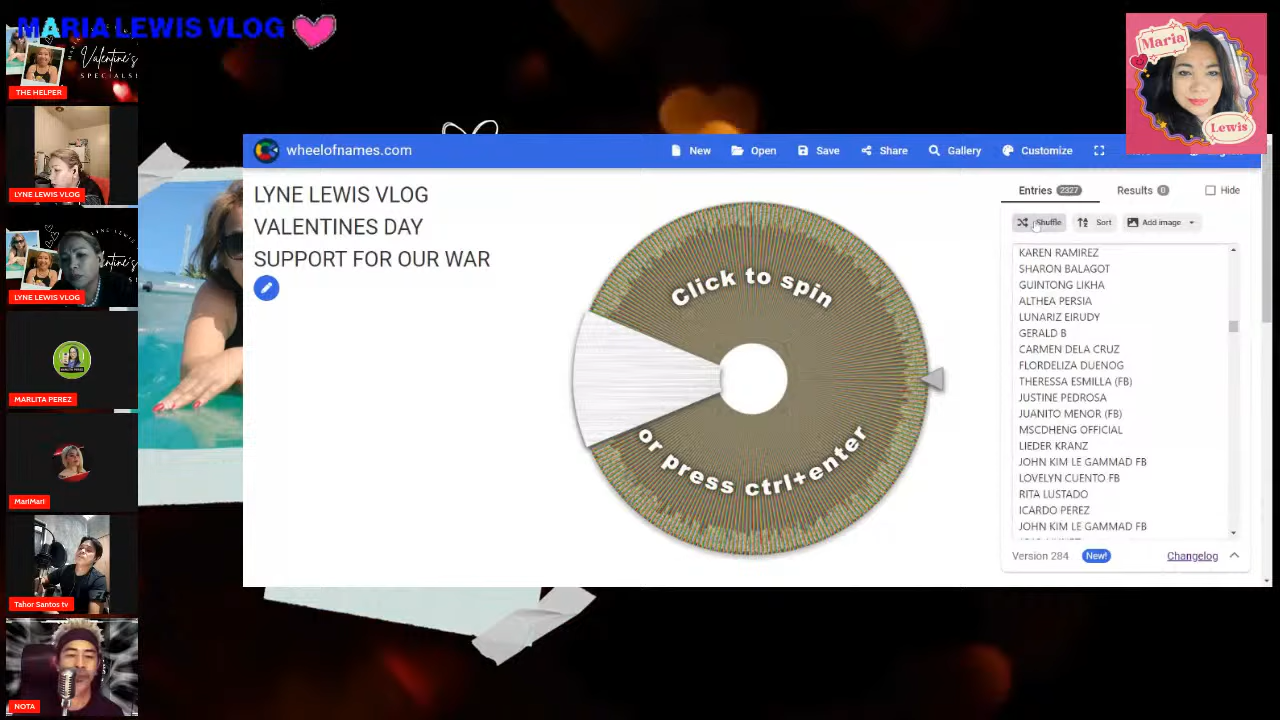 MARIA LEWIS VLOG
Valentine's
SPECIALS
THE HELPER
LYNE LEWIS VLOG
LYNE LEWIS VLOG
MARLITA PEREZ
MariMari
Tahor Santos tv
NOTA
Maria
Lewis
wheelofnames.com
New
Open
Save
Share
Gallery
Customize
LYNE LEWIS VLOG
VALENTINES DAY
SUPPORT FOR OUR WAR
Click to spin
or press ctrl+enter
Entries 2327
Results 0
Hide
Shuffle
Sort
Add image
KAREN RAMIREZ
SHARON BALAGOT
GUINTONG LIKHA
ALTHEA PERSIA
LUNARIZ EIRUDY
GERALD B
CARMEN DELA CRUZ
FLORDELIZA DUENOG
THERESSA ESMILLA (FB)
JUSTINE PEDROSA
JUANITO MENOR (FB)
MSCDHENG OFFICIAL
LIEDER KRANZ
JOHN KIM LE GAMMAD FB
LOVELYN CUENTO FB
RITA LUSTADO
ICARDO PEREZ
JOHN KIM LE GAMMAD FB
Version 284
New!
Changelog